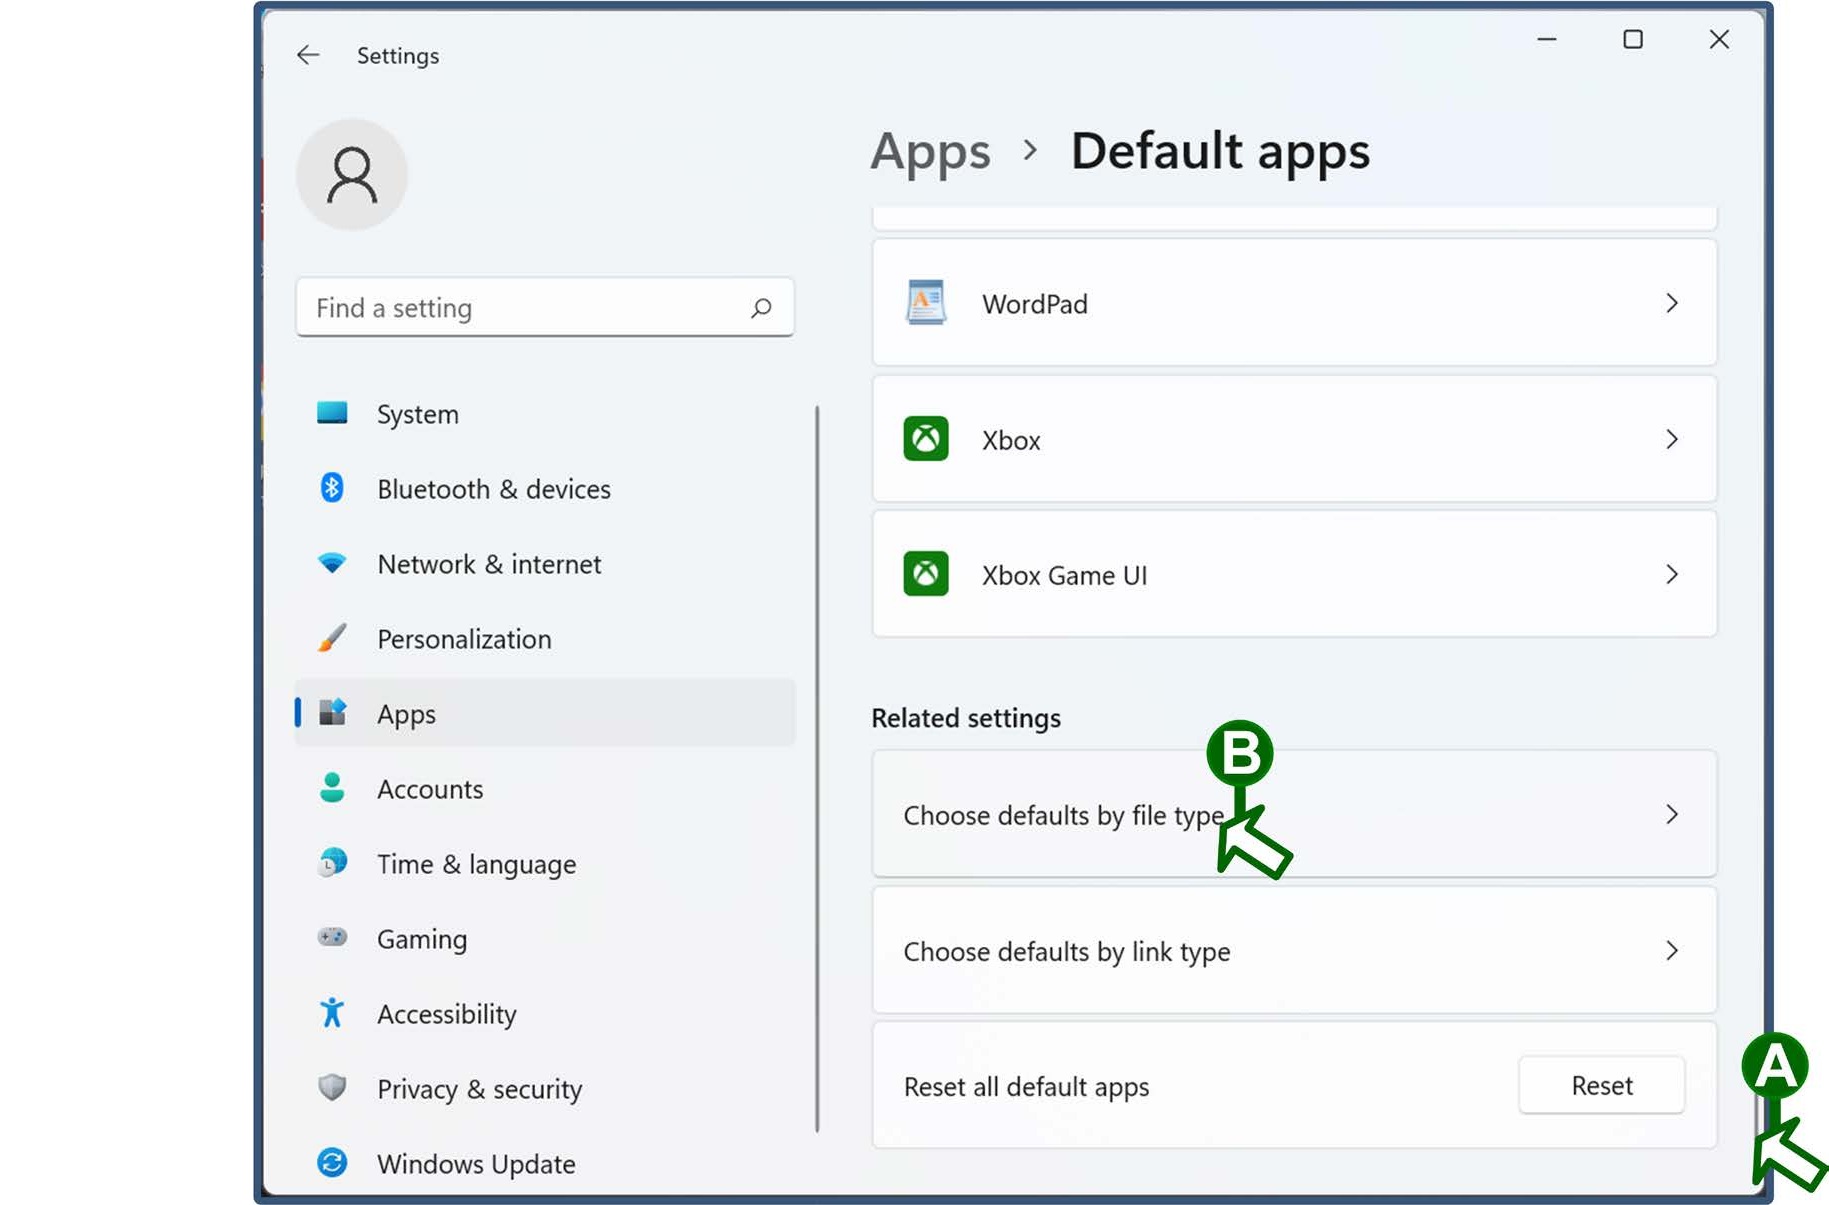 Settings
Find a setting
System
Bluetooth & devices
Network & internet
Personalization
Apps
Accounts
Time & language
Gaming
Accessibility
Privacy & security
Windows Update
Apps > Default apps
WordPad
Xbox
Xbox Game UI
Related settings
B
Choose defaults by file type
Choose defaults by link type
Reset all default apps Reset
A